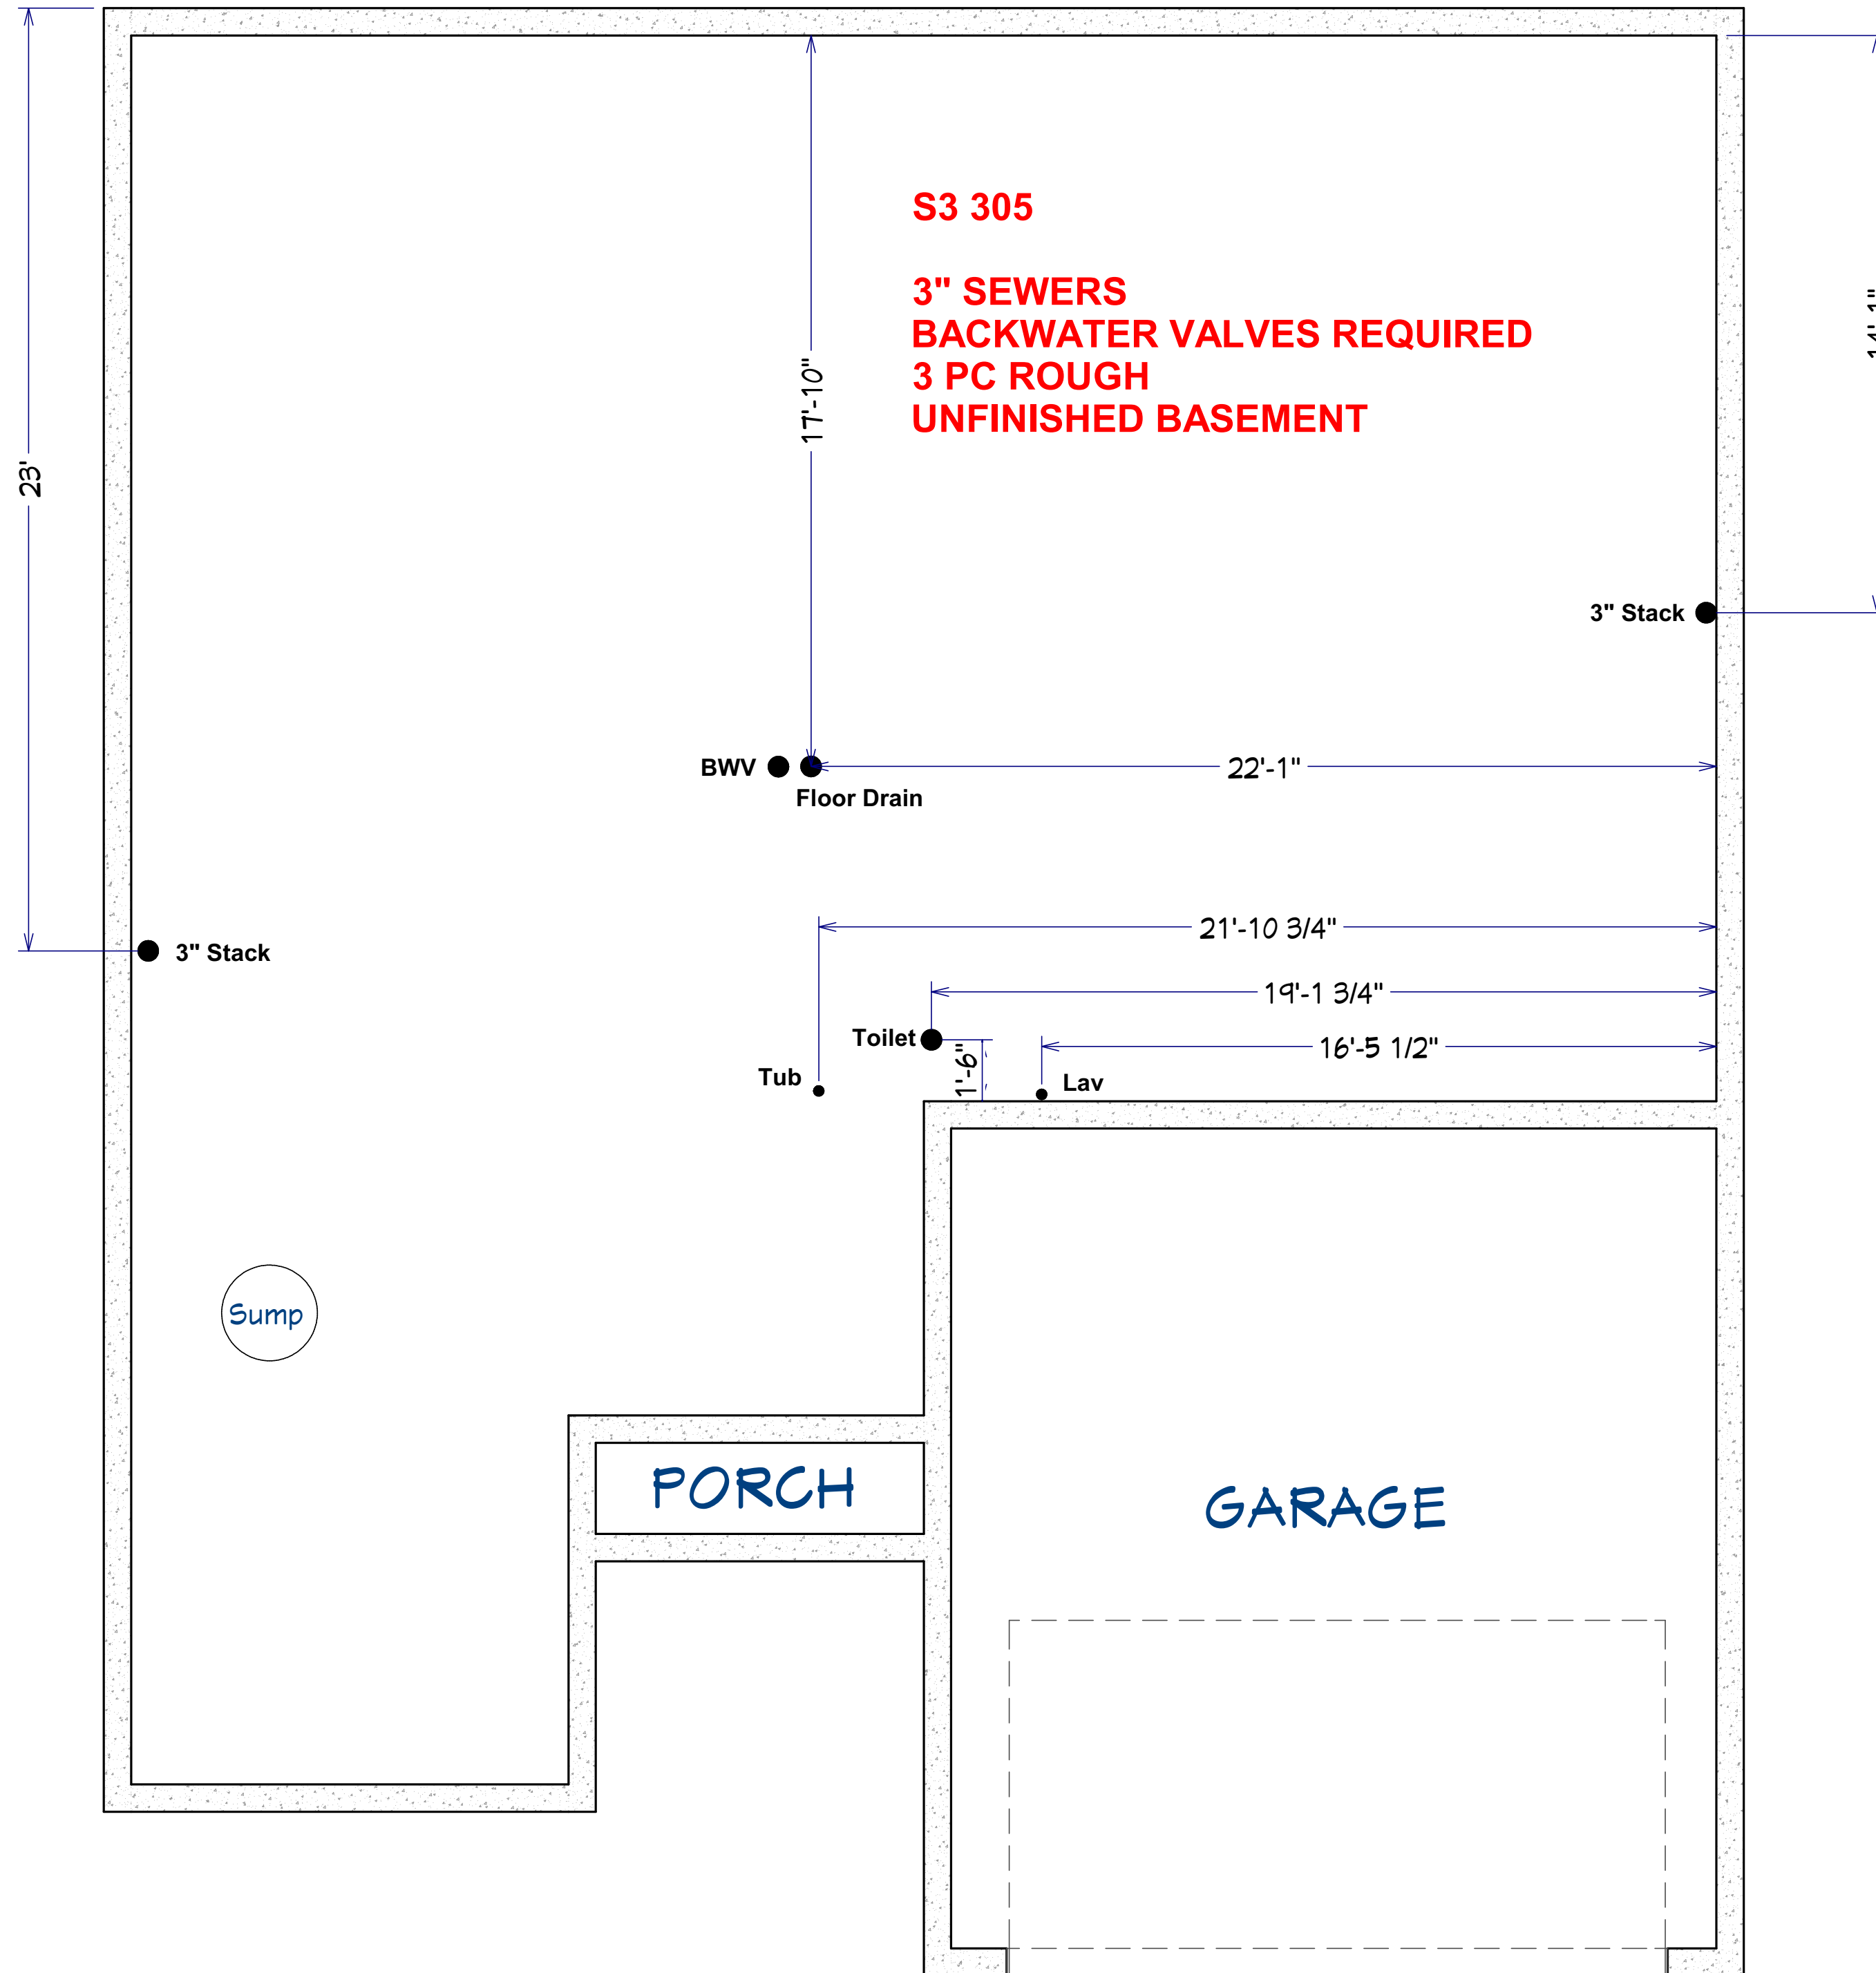 S3 305
3" SEWERS
BACKWATER VALVES REQUIRED
3 PC ROUGH
UNFINISHED BASEMENT
14'-1"
17'-10"
23'
3" Stack
BWV
22'-1"
Floor Drain
21'-10 3/4"
3" Stack
19'-1 3/4"
Toilet
16'-5 1/2"
1'-6"
Tub
Lav
Sump
PORCH
GARAGE